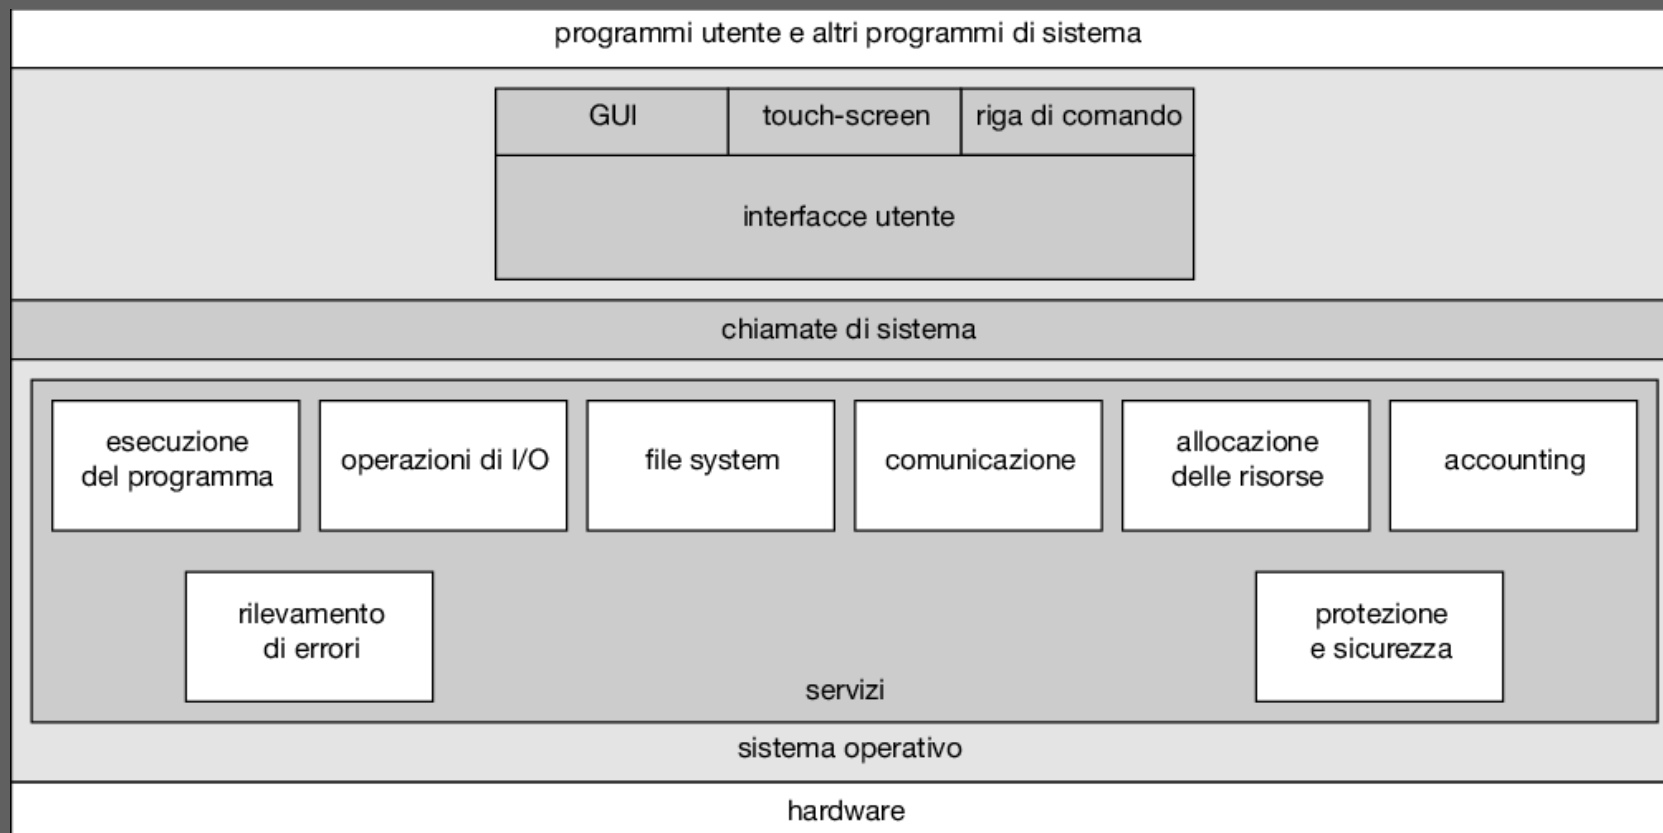 programmi utente e altri programmi di sistema
GUI
touch-screen
riga di comando
interfacce utente
chiamate di sistema
esecuzione
del programma
operazioni di I/O
file system
comunicazione
allocazione
delle risorse
accounting
rilevamento
di errori
protezione
e sicurezza
servizi
sistema operativo
hardware